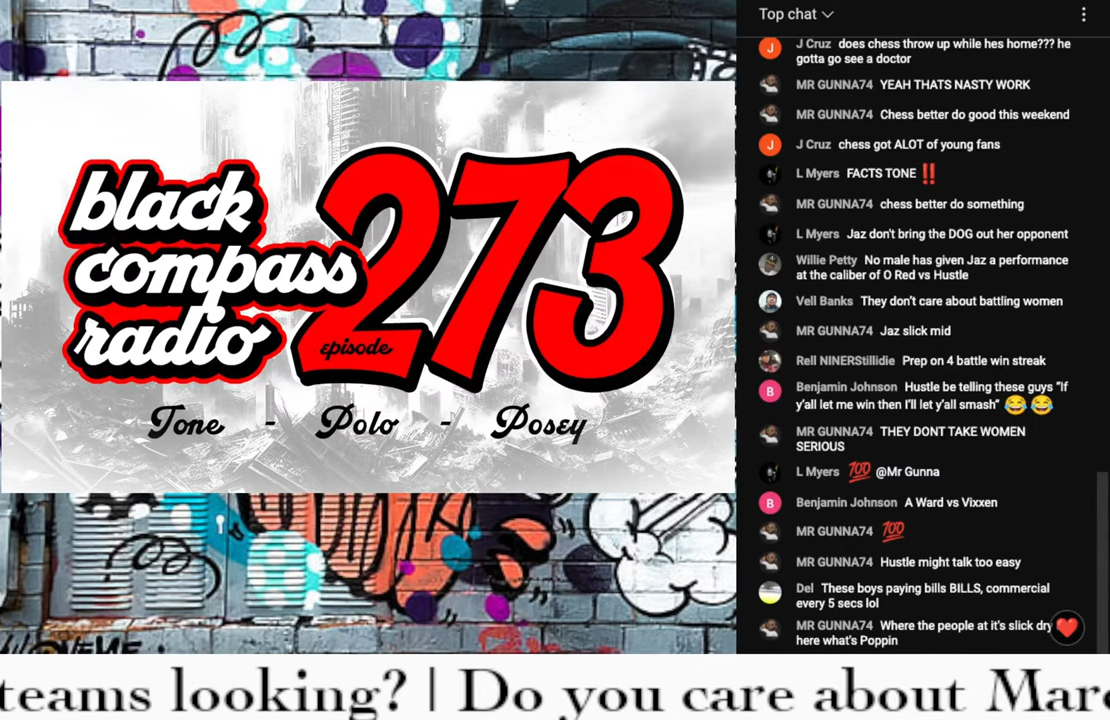 black
compass
radio
273
episode
Tone - Polo - Posey
Top chat
J Cruz does chess throw up while hes home??? he
gotta go see a doctor
MR GUNNA74 YEAH THATS NASTY WORK
MR GUNNA74 Chess better do good this weekend
J Cruz chess got ALOT of young fans
L Myers FACTS TONE ‼️
MR GUNNA74 chess better do something
L Myers Jaz don't bring the DOG out her opponent
Willie Petty No male has given Jaz a performance
at the caliber of O Red vs Hustle
Vell Banks They don't care about battling women
MR GUNNA74 Jaz slick mid
Rell NINERStillidie Prep on 4 battle win streak
Benjamin Johnson Hustle be telling these guys "If
y'all let me win then I'll let y'all smash" 😂😂
MR GUNNA74 THEY DONT TAKE WOMEN
SERIOUS
L Myers 💯 @Mr Gunna
Benjamin Johnson A Ward vs Vixxen
MR GUNNA74 💯
MR GUNNA74 Hustle might talk too easy
Del These boys paying bills BILLS, commercial
every 5 secs lol
MR GUNNA74 Where the people at it's slick dry
here what's Poppin
teams looking? | Do you care about Marc